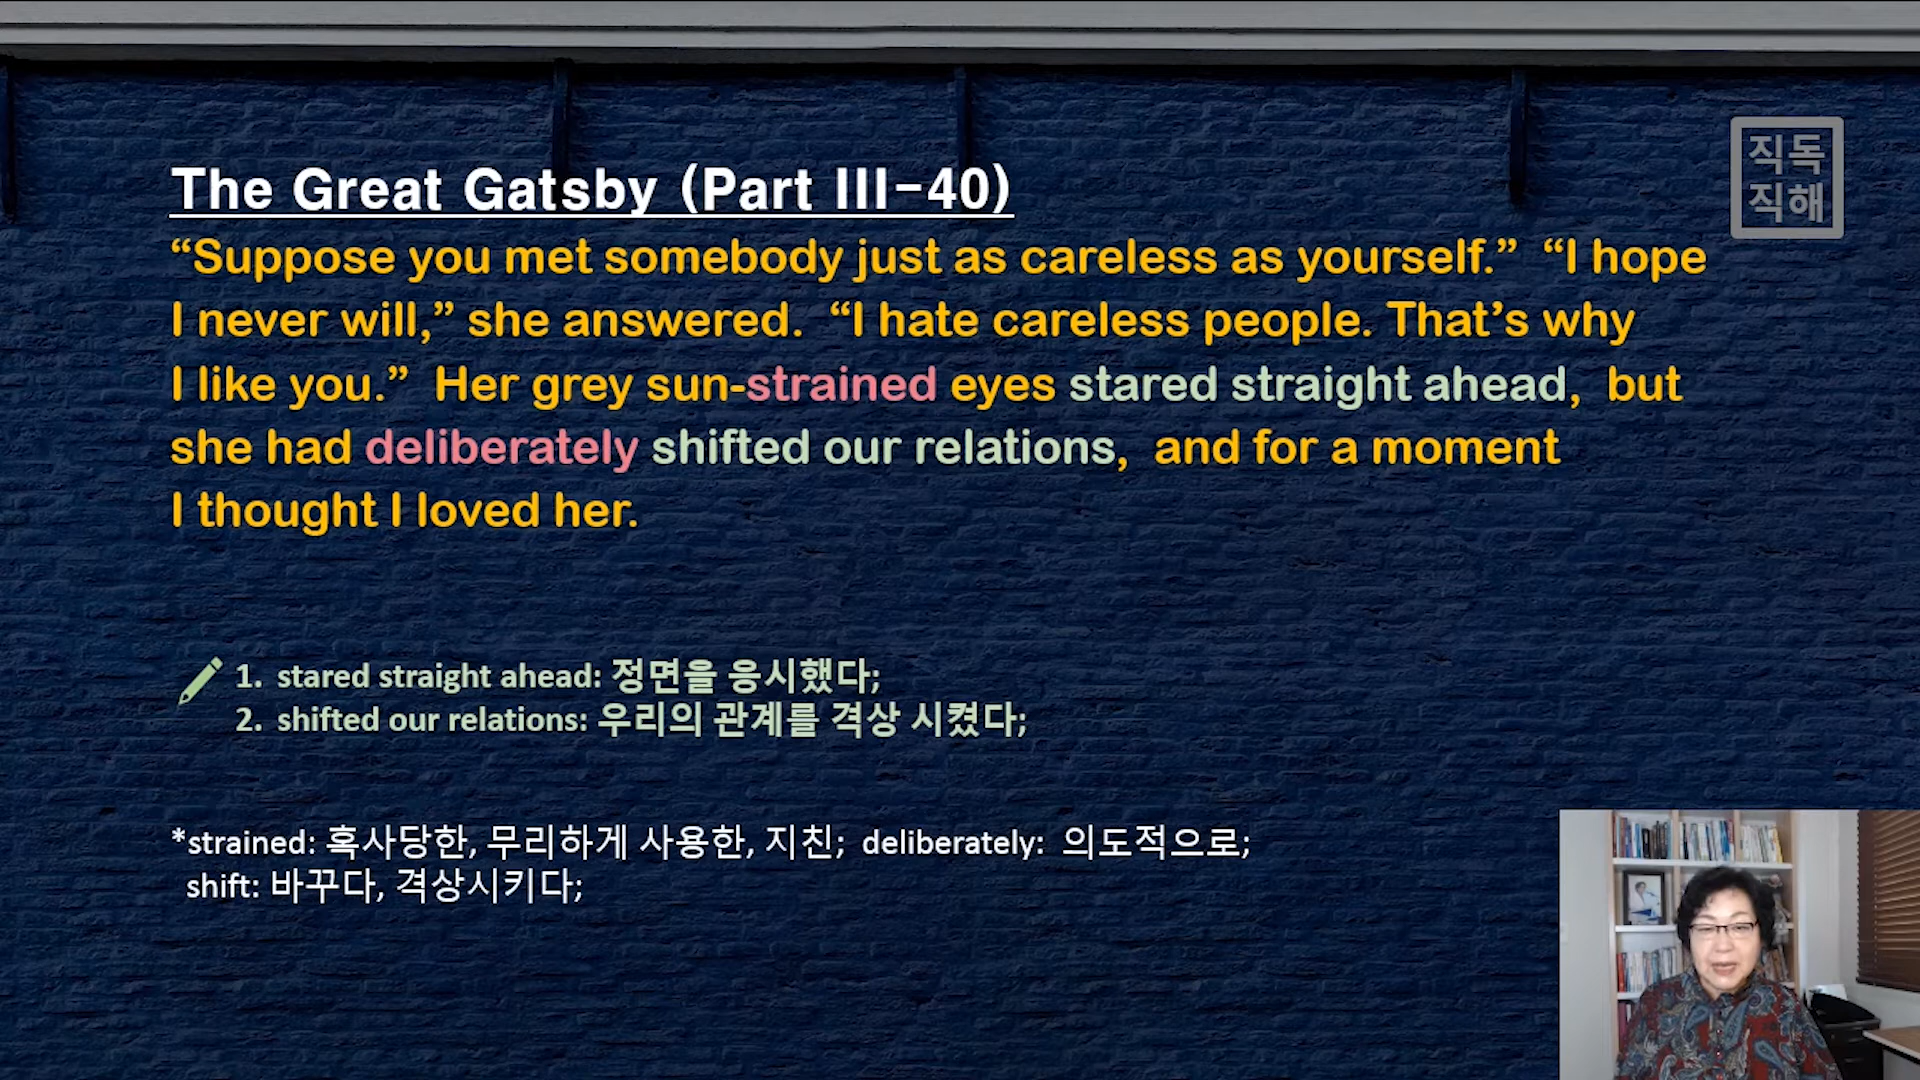 직독
직해
The Great Gatsby (Part III-40)
“Suppose you met somebody just as careless as yourself.” “I hope
I never will,” she answered. “I hate careless people. That’s why
I like you.” Her grey sun-strained eyes stared straight ahead, but
she had deliberately shifted our relations, and for a moment
I thought I loved her.
1. stared straight ahead: 정면을 응시했다;
2. shifted our relations: 우리의 관계를 격상 시켰다;
*strained: 혹사당한, 무리하게 사용한, 지친; deliberately: 의도적으로;
shift: 바꾸다, 격상시키다;